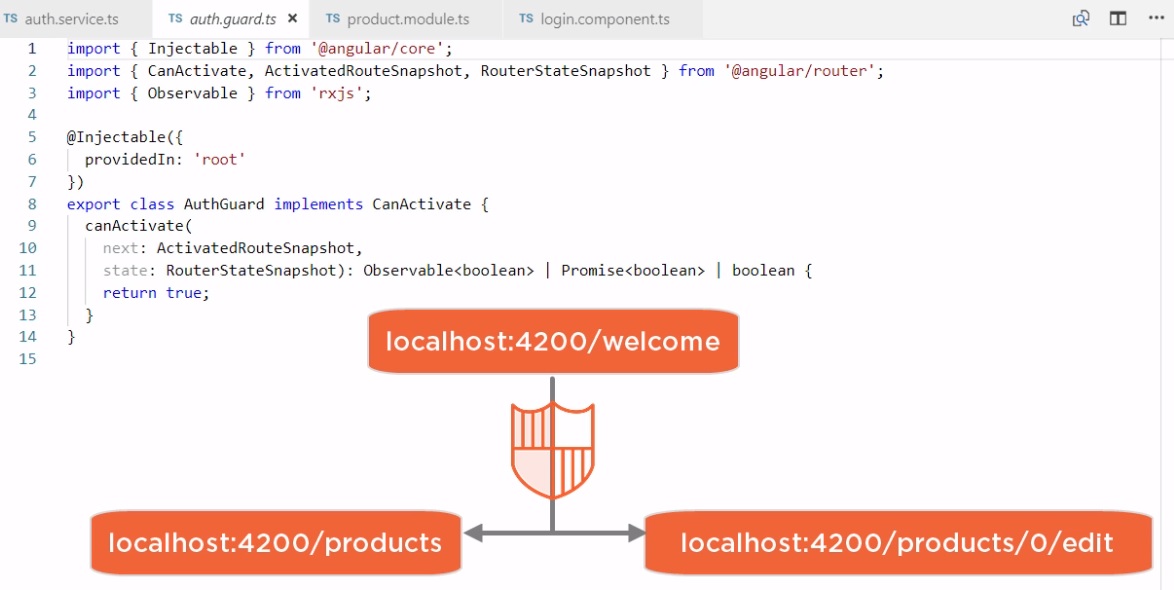 TS auth.service.ts TS auth.guard.ts × TS product.module.ts TS login.component.ts
1 import { Injectable } from '@angular/core';
2 import { CanActivate, ActivatedRouteSnapshot, RouterStateSnapshot } from '@angular/router';
3 import { Observable } from 'rxjs';
4
5 @Injectable({
6   providedIn: 'root'
7 })
8 export class AuthGuard implements CanActivate {
9   canActivate(
10     next: ActivatedRouteSnapshot,
11     state: RouterStateSnapshot): Observable<boolean> | Promise<boolean> | boolean {
12     return true;
13   }
14 }
15
localhost:4200/welcome
localhost:4200/products localhost:4200/products/0/edit